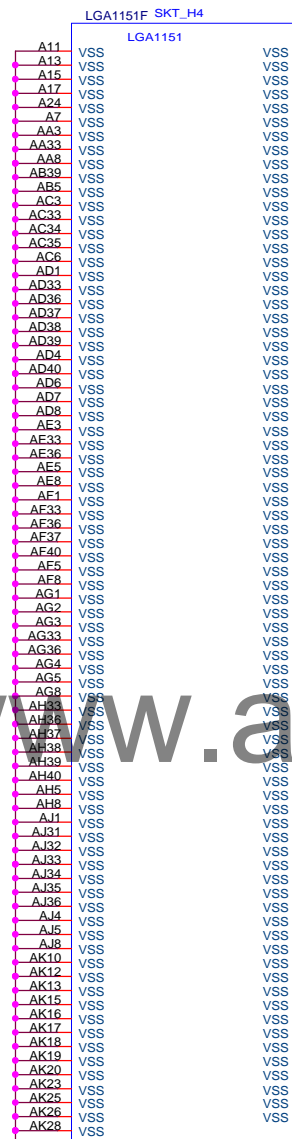 LGA1151F SKT_H4
LGA1151
A11 VSS VSS
A13 VSS VSS
A15 VSS VSS
A17 VSS VSS
A24 VSS VSS
A7 VSS VSS
AA3 VSS VSS
AA33 VSS VSS
AA8 VSS VSS
AB39 VSS VSS
AB5 VSS VSS
AC3 VSS VSS
AC33 VSS VSS
AC34 VSS VSS
AC35 VSS VSS
AC6 VSS VSS
AD1 VSS VSS
AD33 VSS VSS
AD36 VSS VSS
AD37 VSS VSS
AD38 VSS VSS
AD39 VSS VSS
AD4 VSS VSS
AD40 VSS VSS
AD6 VSS VSS
AD7 VSS VSS
AD8 VSS VSS
AE3 VSS VSS
AE33 VSS VSS
AE36 VSS VSS
AE5 VSS VSS
AE8 VSS VSS
AF1 VSS VSS
AF33 VSS VSS
AF36 VSS VSS
AF37 VSS VSS
AF40 VSS VSS
AF5 VSS VSS
AF8 VSS VSS
AG1 VSS VSS
AG2 VSS VSS
AG3 VSS VSS
AG33 VSS VSS
AG36 VSS VSS
AG4 VSS VSS
AG5 VSS VSS
AG8 VSS VSS
AH33 VSS VSS
AH36 VSS VSS
AH37 VSS VSS
AH38 VSS VSS
AH39 VSS VSS
AH40 VSS VSS
AH5 VSS VSS
AH8 VSS VSS
AJ1 VSS VSS
AJ31 VSS VSS
AJ32 VSS VSS
AJ33 VSS VSS
AJ34 VSS VSS
AJ35 VSS VSS
AJ36 VSS VSS
AJ4 VSS VSS
AJ5 VSS VSS
AJ8 VSS VSS
AK10 VSS VSS
AK12 VSS VSS
AK13 VSS VSS
AK15 VSS VSS
AK16 VSS VSS
AK17 VSS VSS
AK18 VSS VSS
AK19 VSS VSS
AK20 VSS VSS
AK23 VSS VSS
AK25 VSS VSS
AK26 VSS VSS
AK28 VSS
www.a